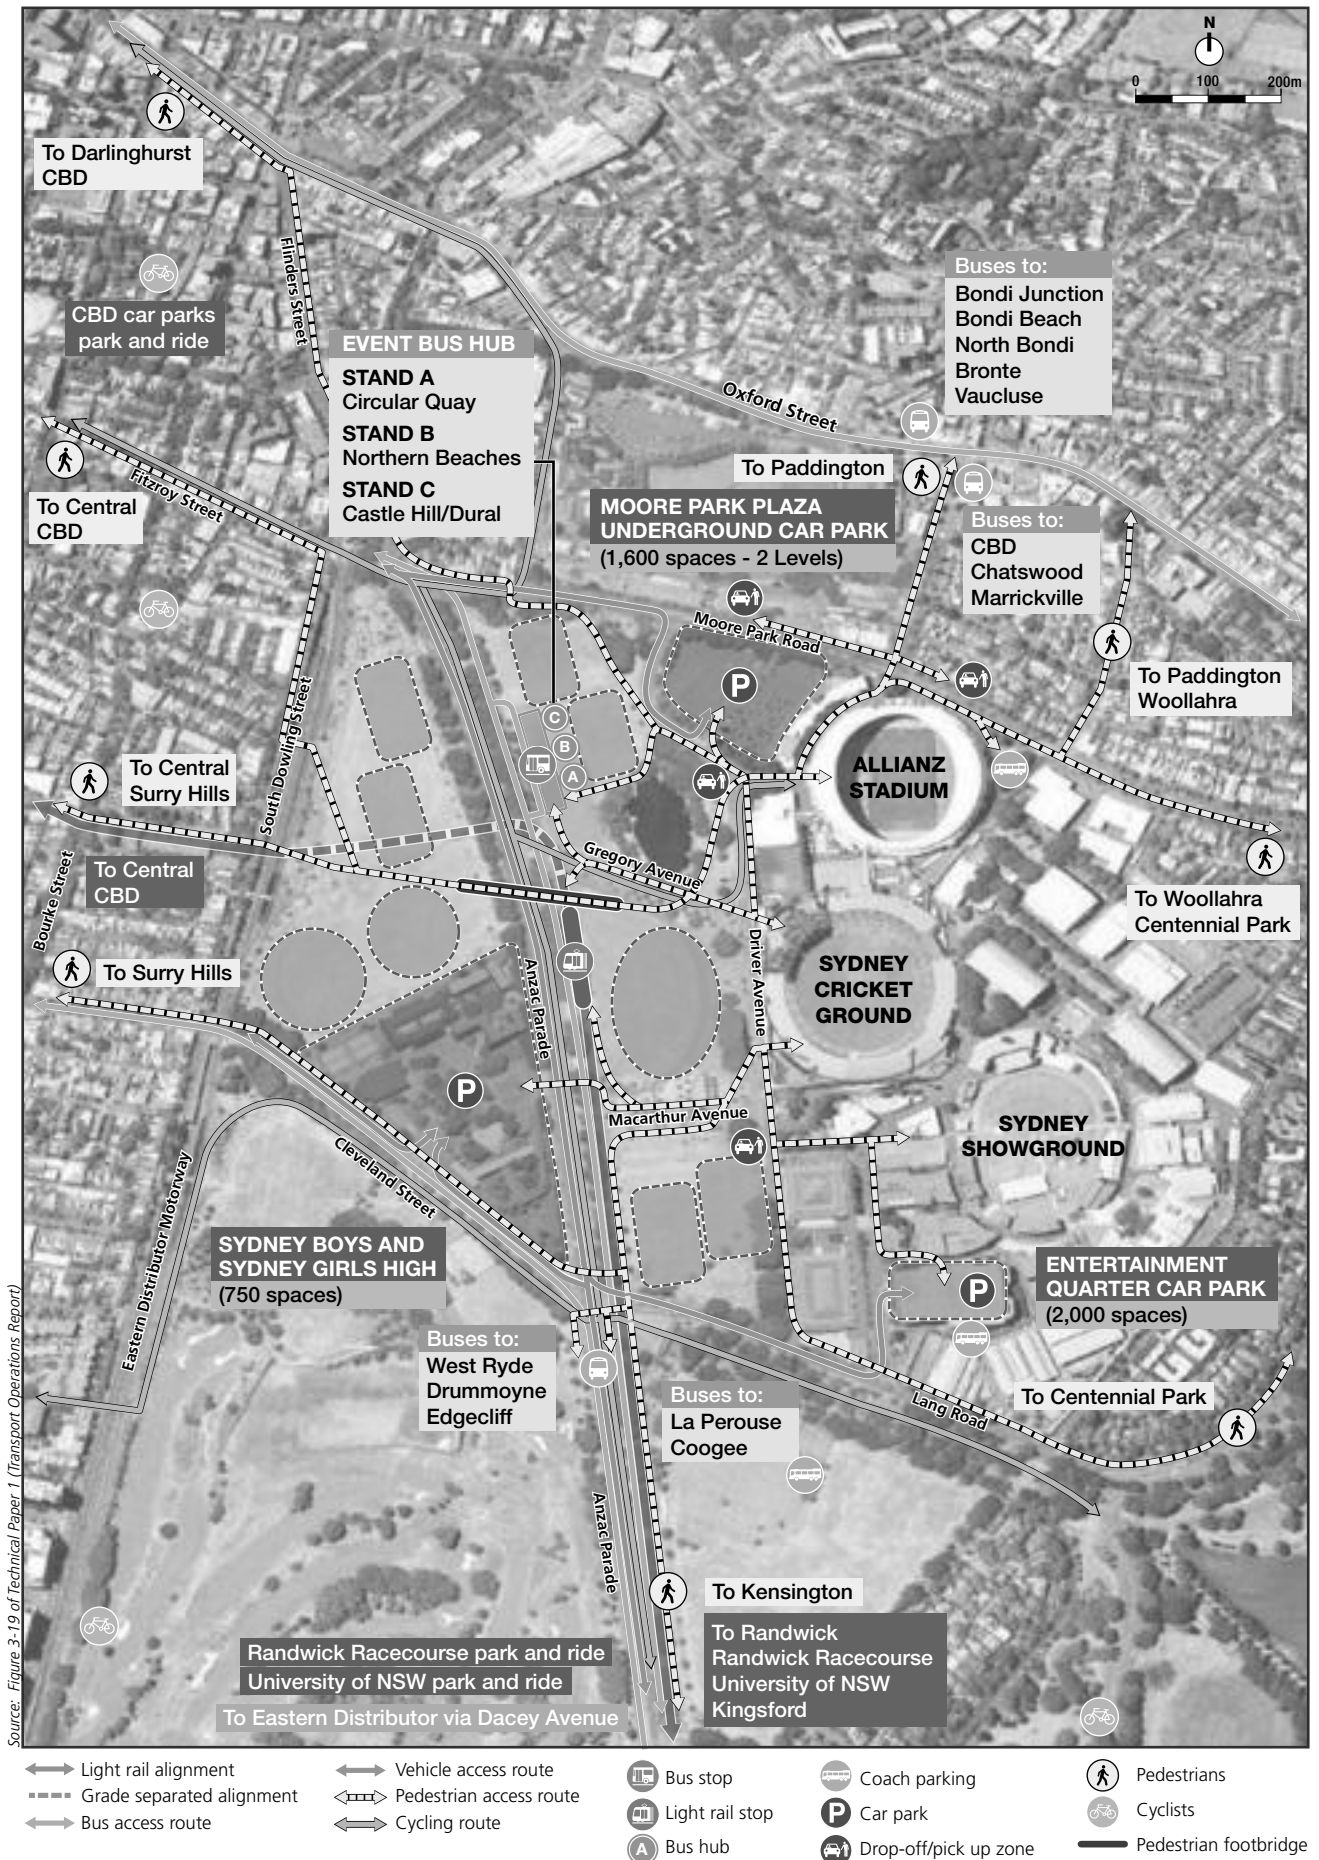 N
0 100 200m
To Darlinghurst
CBD
Flinders Street
CBD car parks
park and ride
EVENT BUS HUB
STAND A
Circular Quay
STAND B
Northern Beaches
STAND C
Castle Hill/Dural
Buses to:
Bondi Junction
Bondi Beach
North Bondi
Bronte
Vaucluse
Oxford Street
To Paddington
Fitzroy Street
To Central
CBD
MOORE PARK PLAZA
UNDERGROUND CAR PARK
(1,600 spaces - 2 Levels)
Buses to:
CBD
Chatswood
Marrickville
Moore Park Road
To Paddington
Woollahra
P
C
B
A
South Dowling Street
To Central
Surry Hills
ALLIANZ
STADIUM
Gregory Avenue
To Central
CBD
Bourke Street
To Woollahra
Centennial Park
To Surry Hills
Driver Avenue
Anzac Parade
SYDNEY
CRICKET
GROUND
P
Macarthur Avenue
Cleveland Street
SYDNEY
SHOWGROUND
Eastern Distributor Motorway
SYDNEY BOYS AND
SYDNEY GIRLS HIGH
(750 spaces)
ENTERTAINMENT
QUARTER CAR PARK
(2,000 spaces)
P
Buses to:
West Ryde
Drummoyne
Edgecliff
Buses to:
La Perouse
Coogee
To Centennial Park
Lang Road
Anzac Parade
To Kensington
To Randwick
Randwick Racecourse
University of NSW
Kingsford
Randwick Racecourse park and ride
University of NSW park and ride
To Eastern Distributor via Dacey Avenue
Source: Figure 3-19 of Technical Paper 1 (Transport Operations Report)
Light rail alignment
Grade separated alignment
Bus access route
Vehicle access route
Pedestrian access route
Cycling route
Bus stop
Light rail stop
A Bus hub
Coach parking
P Car park
Drop-off/pick up zone
Pedestrians
Cyclists
Pedestrian footbridge